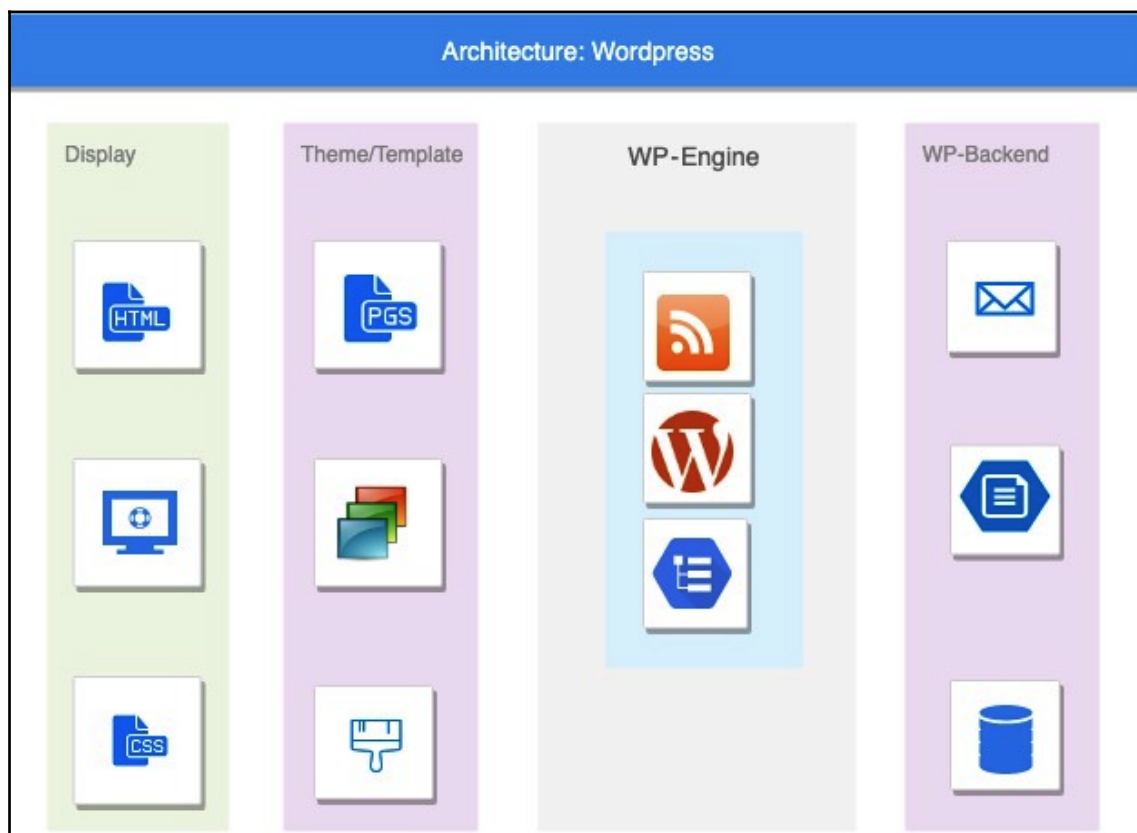 Architecture: Wordpress
Display
Theme/Template
WP-Engine
WP-Backend
HTML
PGS
W
CSS